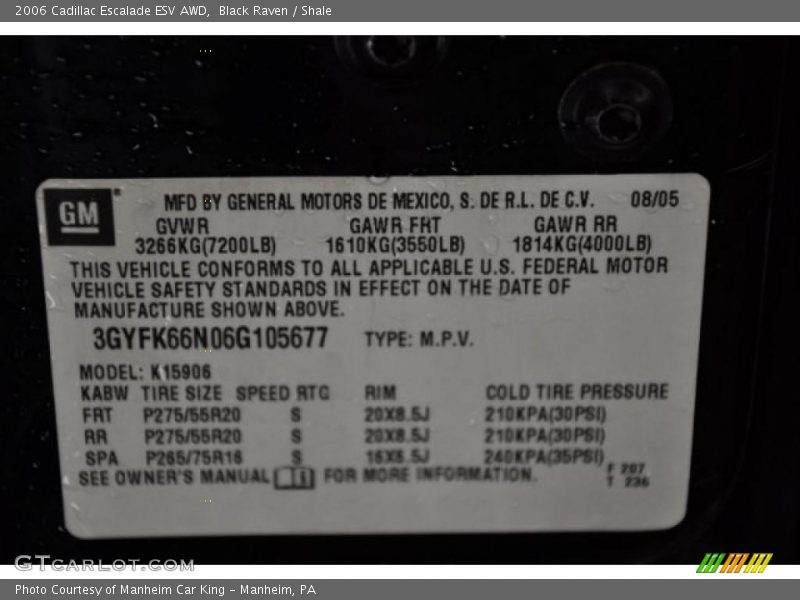 2006 Cadillac Escalade ESV AWD, Black Raven / Shale
GM
MFD BY GENERAL MOTORS DE MEXICO, S. DE R.L. DE C.V. 08/05
GVWR GAWR FRT GAWR RR
3266KG(7200LB) 1610KG(3550LB) 1814KG(4000LB)
THIS VEHICLE CONFORMS TO ALL APPLICABLE U.S. FEDERAL MOTOR
VEHICLE SAFETY STANDARDS IN EFFECT ON THE DATE OF
MANUFACTURE SHOWN ABOVE.
3GYFK66N06G105677 TYPE: M.P.V.
MODEL: K15906
KABW TIRE SIZE SPEED RTG RIM COLD TIRE PRESSURE
FRT P275/55R20 S 20X8.5J 210KPA(30PSI)
RR P275/55R20 S 20X8.5J 210KPA(30PSI)
SPA P265/75R16 S 16X6.5J 240KPA(35PSI)
SEE OWNER'S MANUAL FOR MORE INFORMATION.
F 207
T 236
GTCARLOT.COM
Photo Courtesy of Manheim Car King - Manheim, PA